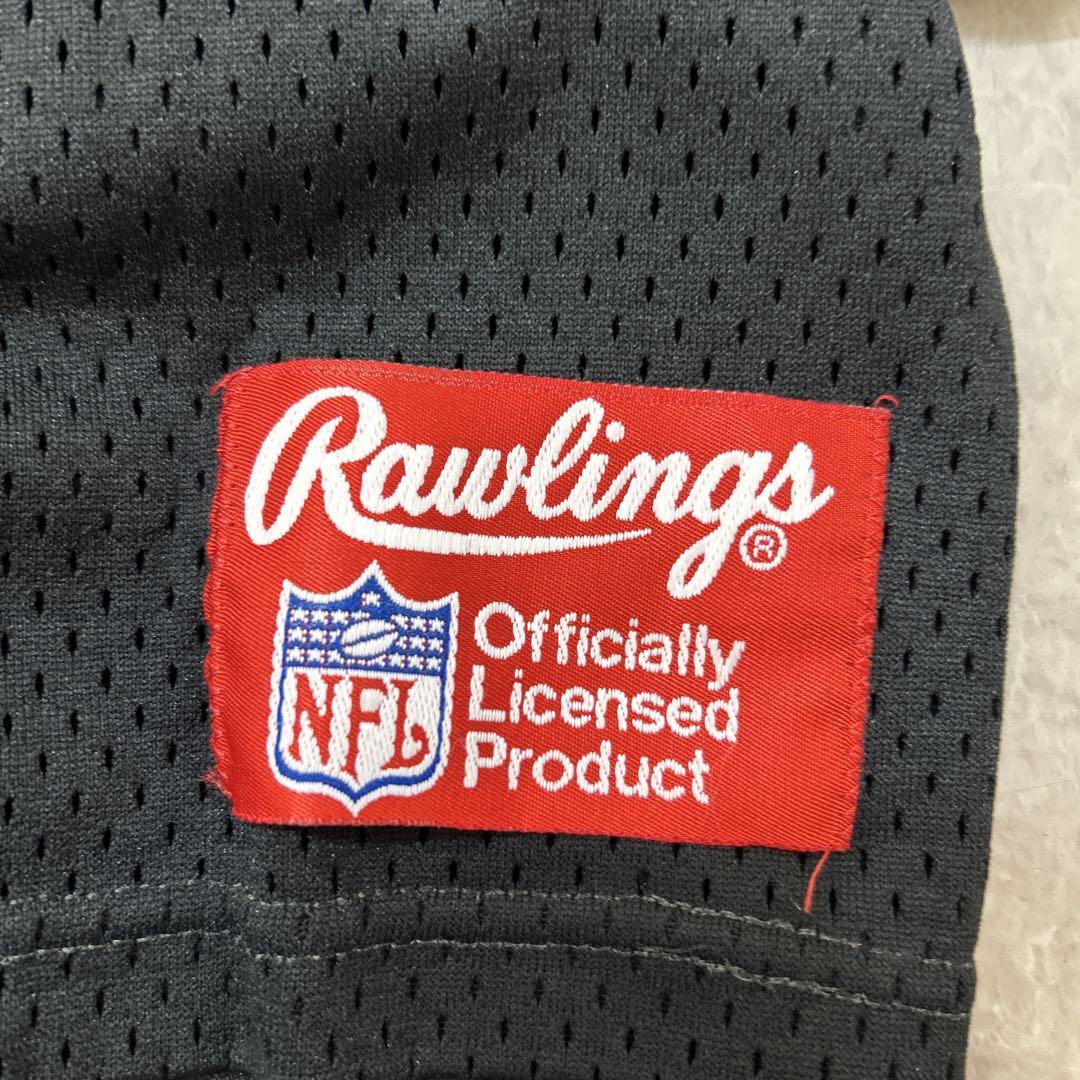 Rawlings®
NFL
Officially
Licensed
Product